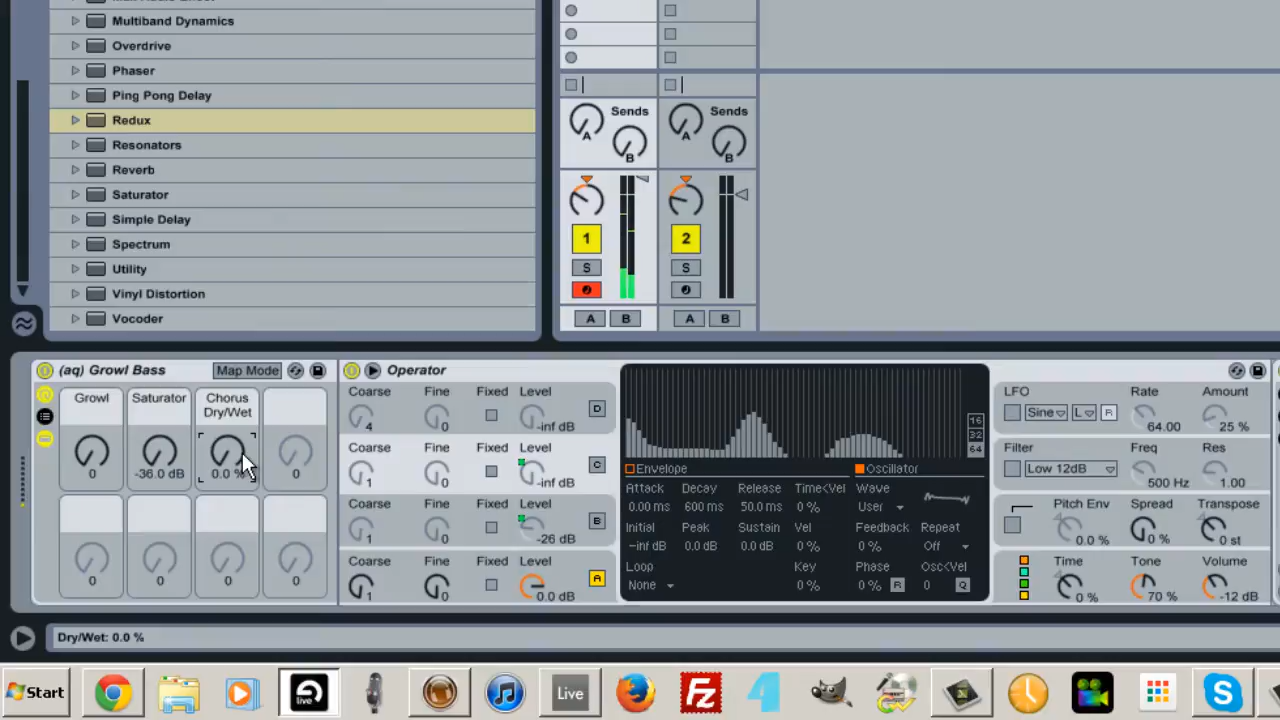 Multiband Dynamics
Overdrive
Phaser
Ping Pong Delay
Redux
Resonators
Reverb
Saturator
Simple Delay
Spectrum
Utility
Vinyl Distortion
Vocoder
Sends Sends
A A
B B
1 2
S S
A B A B
(aq) Growl Bass Map Mode
Growl Saturator Chorus
Dry/Wet
0 -36.0 dB 0.0 % 0
0 0 0 0
Operator
Coarse Fine Fixed Level
4 0 -inf dB D
Coarse Fine Fixed Level
1 0 -inf dB C
Coarse Fine Fixed Level
1 0 -26 dB B
Coarse Fine Fixed Level
1 0 0.0 dB A
16
32
64
Envelope Oscillator
Attack Decay Release Time<Vel Wave
0.00 ms 600 ms 50.0 ms 0 % User
Initial Peak Sustain Vel Feedback Repeat
-inf dB 0.0 dB 0.0 dB 0 % 0 % Off
Loop Key Phase Osc<Vel
None 0 % 0 % R 0 Q
LFO Sine L R Rate Amount
64.00 25 %
Filter Low 12dB Freq Res
500 Hz 1.00
Pitch Env Spread Transpose
0.0 % 0 % 0 st
Time Tone Volume
0 % 70 % -12 dB
Dry/Wet: 0.0 %
Start
live
Live